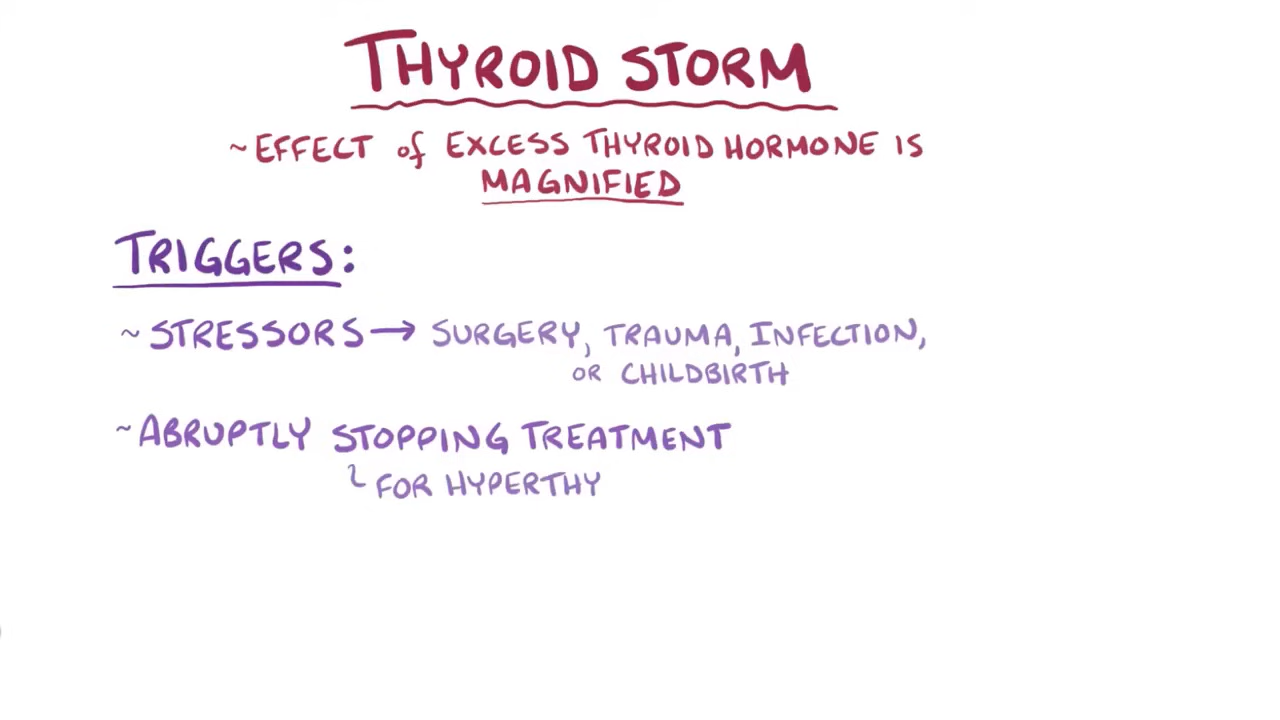 THYROID STORM
~ EFFECT of EXCESS THYROID HORMONE IS
MAGNIFIED
TRIGGERS:
~ STRESSORS → SURGERY, TRAUMA, INFECTION,
OR CHILDBIRTH
~ ABRUPTLY STOPPING TREATMENT
FOR HYPERTHY